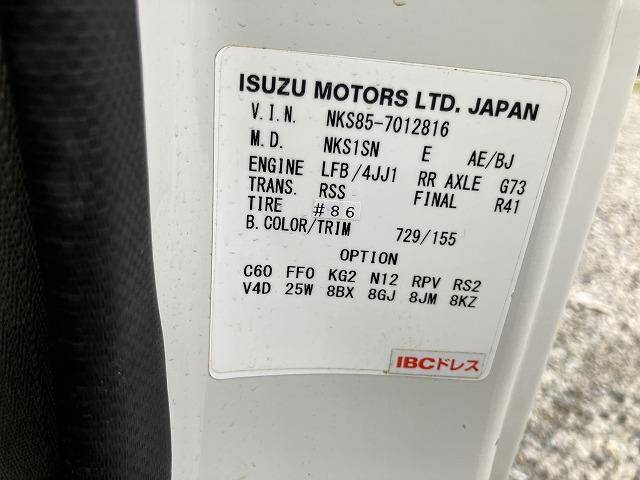 ISUZU MOTORS LTD. JAPAN
V.I.N. NKS85-7012816
M.D. NKS1SN E AE/BJ
ENGINE LFB/4JJ1 RR AXLE G73
TRANS. RSS FINAL R41
TIRE #86
B.COLOR/TRIM 729/155
OPTION
C60 FF0 KG2 N12 RPV RS2
V4D 25W 8BX 8GJ 8JM 8KZ
IBCドレス